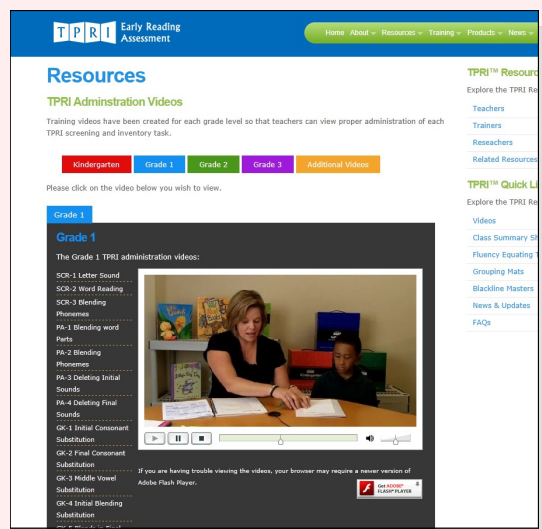 TPRI Early Reading
Assessment
Home About Resources Training Products News
Resources
TPRI Adminstration Videos
Training videos have been created for each grade level so that teachers can view proper administration of each
TPRI screening and inventory task.
Kindergarten Grade 1 Grade 2 Grade 3 Additional Videos
Please click on the video below you wish to view.
Grade 1
Grade 1
The Grade 1 TPRI administration videos:
SCR-1 Letter Sound
SCR-2 Word Reading
SCR-3 Blending
Phonemes
PA-1 Blending word
Parts
PA-2 Blending
Phonemes
PA-3 Deleting Initial
Sounds
PA-4 Deleting Final
Sounds
GK-1 Initial Consonant
Substitution
GK-2 Final Consonant
Substitution
GK-3 Middle Vowel
Substitution
GK-4 Initial Blending
Substitution
If you are having trouble viewing the videos, your browser may require a newer version of
Adobe Flash Player.
Get ADOBE®
FLASH® PLAYER
TPRI™ Resourc
Explore the TPRI Re
Teachers
Trainers
Reseachers
Related Resources
TPRI™ Quick Li
Explore the TPRI Re
Videos
Class Summary Sh
Fluency Equating T
Grouping Mats
Blackline Masters
News & Updates
FAQs